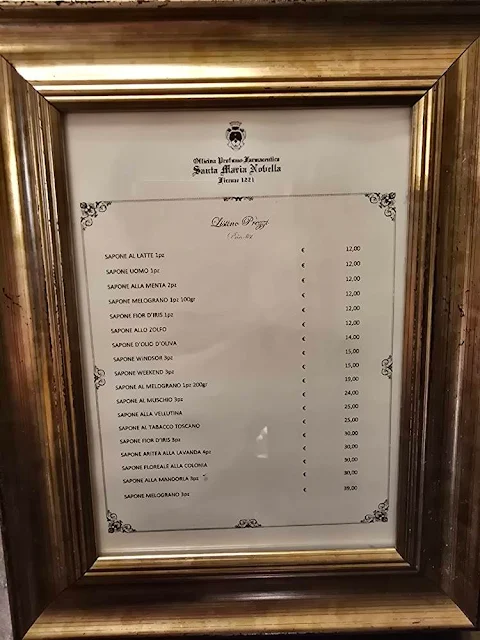 Officina Profumo-Farmaceutica
Santa Maria Novella
Firenze 1221
Listino Prezzi
SAPONE AL LATTE 1pz € 12,00
SAPONE UOMO 1pz € 12,00
SAPONE ALLA MENTA 2pz € 12,00
SAPONE MELOGRANO 1pz 100gr € 12,00
SAPONE FIOR D'IRIS 1pz € 12,00
SAPONE ALLO ZOLFO € 12,00
SAPONE D'OLIO D'OLIVA € 14,00
SAPONE WINDSOR 3pz € 15,00
SAPONE WEEKEND 3pz € 15,00
SAPONE AL MELOGRANO 1pz 200gr € 19,00
SAPONE AL MUSCHIO 3pz € 24,00
SAPONE ALLA VELLUTINA € 25,00
SAPONE AL TABACCO TOSCANO € 25,00
SAPONE FIOR D'IRIS 3pz € 30,00
SAPONE ARITEA ALLA LAVANDA 4pz € 30,00
SAPONE FLOREALE ALLA COLONIA € 30,00
SAPONE ALLA MANDORLA 3pz € 30,00
SAPONE MELOGRANO 3pz € 39,00